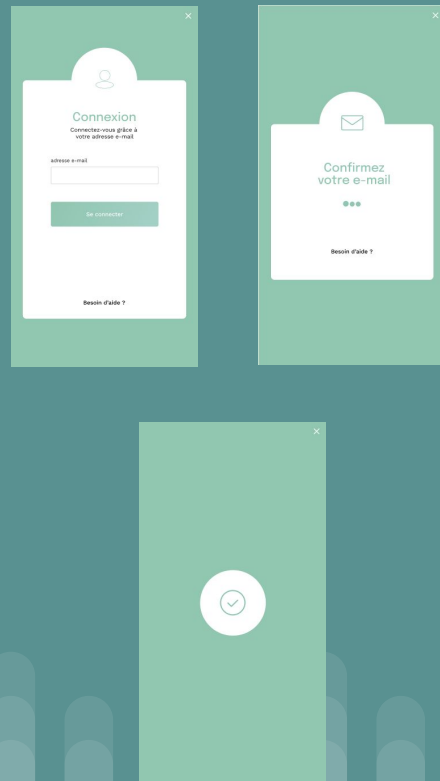 Connexion
Connectez-vous grâce à
votre adresse e-mail
adresse e-mail
Se connecter
Besoin d'aide ?
Confirmez
votre e-mail
Besoin d'aide ?